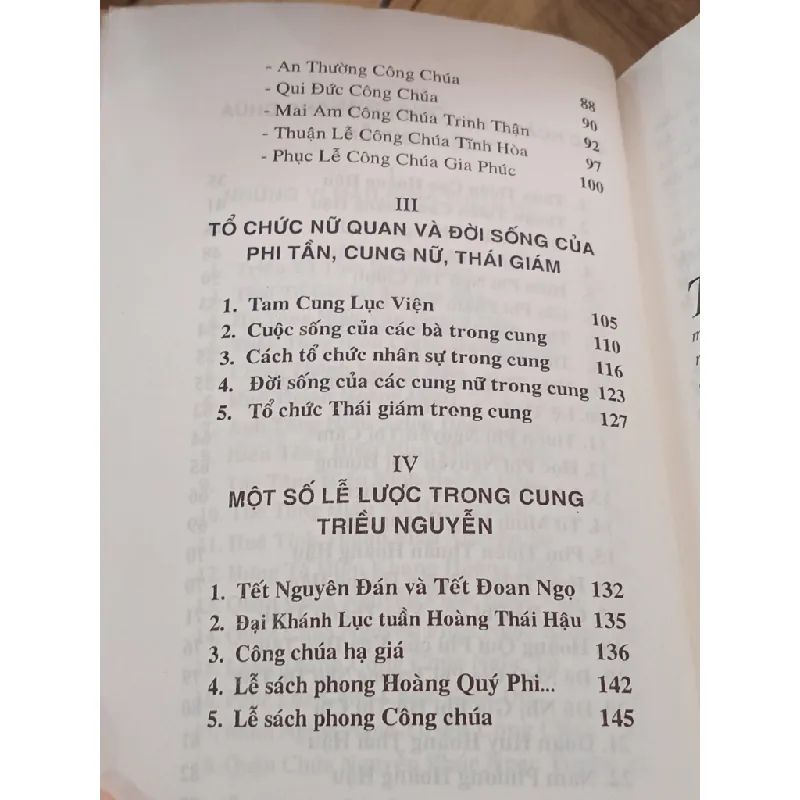 - An Thường Công Chúa 88
- Qui Đức Công Chúa 90
- Mai Am Công Chúa Trinh Thận 92
- Thuận Lễ Công Chúa Tĩnh Hòa 97
- Phục Lễ Công Chúa Gia Phúc 100
III
TỔ CHỨC NỮ QUAN VÀ ĐỜI SỐNG CỦA
PHI TẦN, CUNG NỮ, THÁI GIÁM
1. Tam Cung Lục Viện 105
2. Cuộc sống của các bà trong cung 110
3. Cách tổ chức nhân sự trong cung 116
4. Đời sống của các cung nữ trong cung 123
5. Tổ chức Thái giám trong cung 127
IV
MỘT SỐ LỄ LƯỢC TRONG CUNG
TRIỀU NGUYỄN
1. Tết Nguyên Đán và Tết Đoan Ngọ 132
2. Đại Khánh Lục tuần Hoàng Thái Hậu 135
3. Công chúa hạ giá 136
4. Lễ sách phong Hoàng Quý Phi... 142
5. Lễ sách phong Công chúa 145